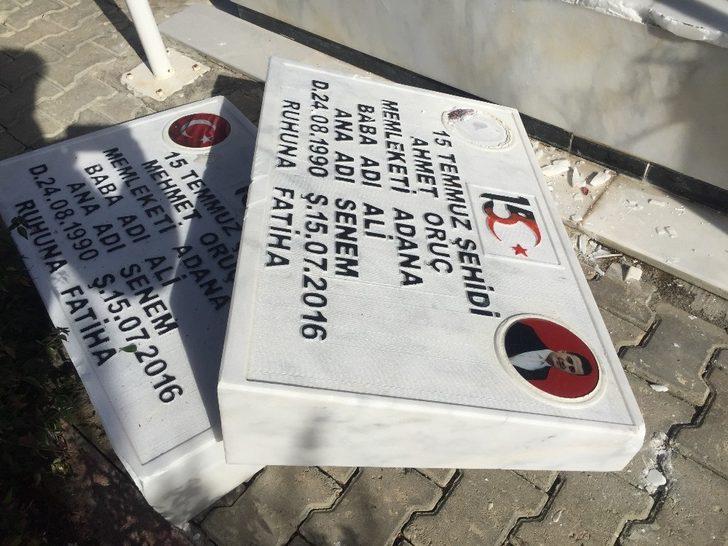 15
15 TEMMUZ ŞEHİDİ
AHMET ORUÇ
MEMLEKETİ ADANA
BABA ADI ALİ
ANA ADI SENEM
D.24.08.1990 Ş.15.07.2016
RUHUNA FATİHA
15 TEMMUZ Ş
MEHMET ORUÇ
MEMLEKETİ ADANA
BABA ADI ALİ
ANA ADI SENEM
D.24.08.1990 Ş.15.07.2016
RUHUNA FATİHA